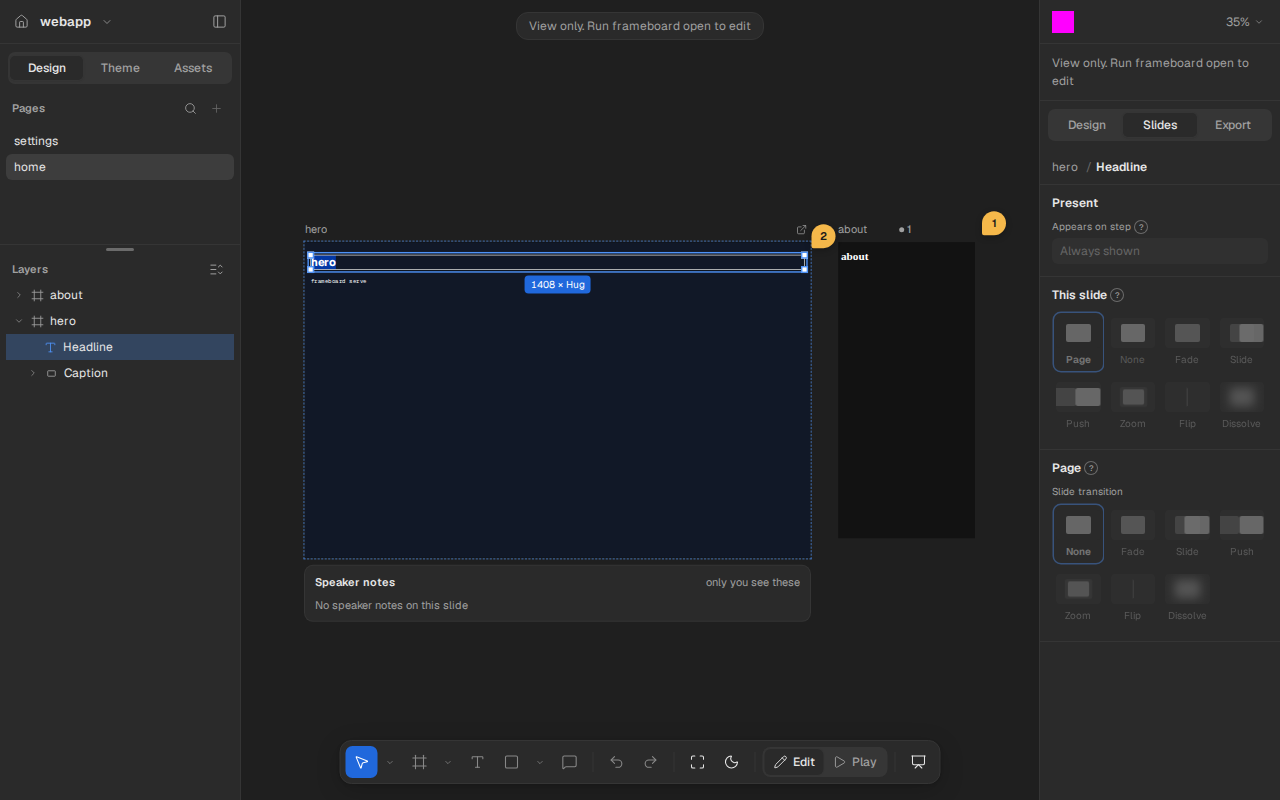 webapp
Design Theme Assets
Pages
settings
home
Layers
about
hero
Headline
Caption
View only. Run frameboard open to edit
hero
2
about
1
1
hero
1408 × Hug
frameboard serve
about
Speaker notes
only you see these
No speaker notes on this slide
Edit
Play
35%
View only. Run frameboard open to
edit
Design Slides Export
hero / Headline
Present
Appears on step ?
Always shown
This slide ?
Page None Fade Slide
Push Zoom Flip Dissolve
Page ?
Slide transition
None Fade Slide Push
Zoom Flip Dissolve